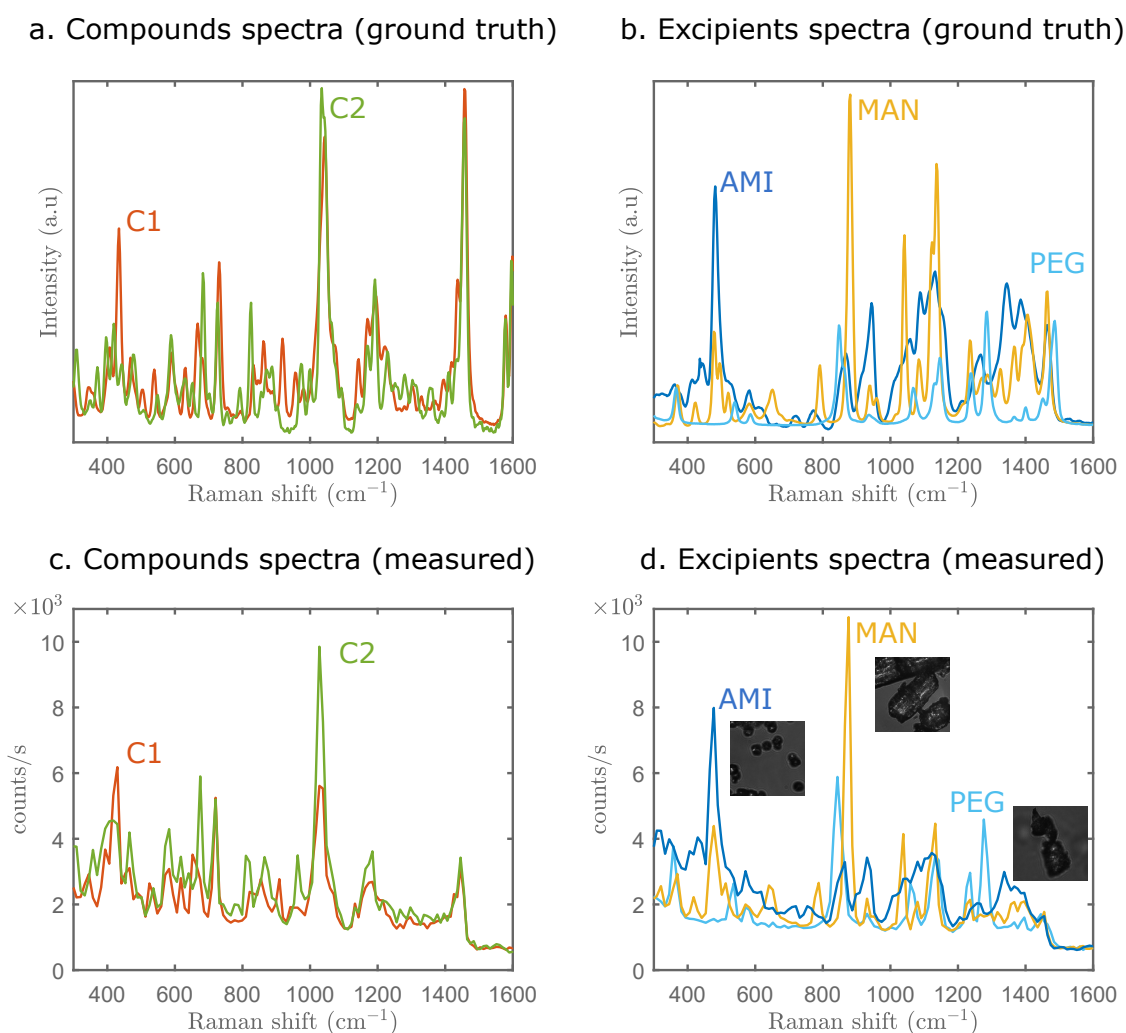 a. Compounds spectra (ground truth)
Intensity (a.u)
C1
C2
400 600 800 1000 1200 1400 1600
Raman shift (cm⁻¹)
b. Excipients spectra (ground truth)
Intensity (a.u)
AMI
MAN
PEG
400 600 800 1000 1200 1400 1600
Raman shift (cm⁻¹)
c. Compounds spectra (measured)
×10³
counts/s
10
8
6
4
2
0
C1
C2
400 600 800 1000 1200 1400 1600
Raman shift (cm⁻¹)
d. Excipients spectra (measured)
×10³
counts/s
10
8
6
4
2
0
AMI
MAN
PEG
400 600 800 1000 1200 1400 1600
Raman shift (cm⁻¹)